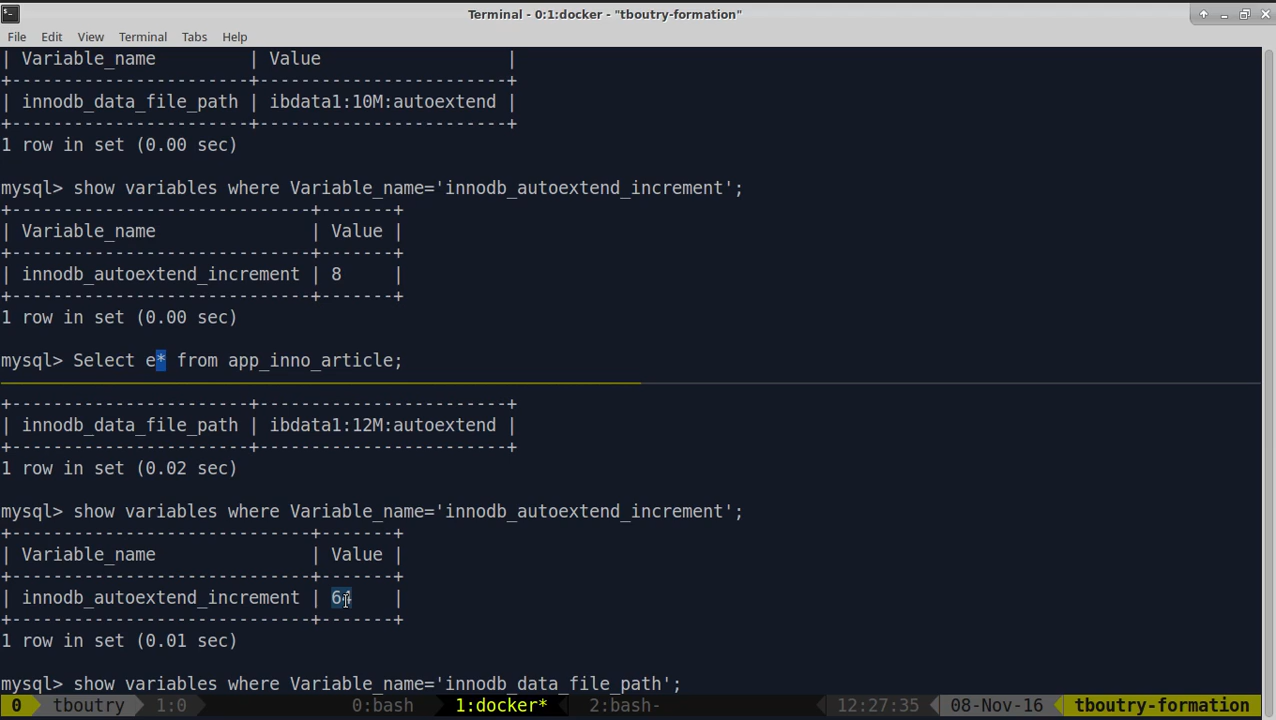 Terminal - 0:1:docker - "tboutry-formation"
File Edit View Terminal Tabs Help
| Variable_name         | Value                  |
+-----------------------+------------------------+
| innodb_data_file_path | ibdata1:10M:autoextend |
+-----------------------+------------------------+
1 row in set (0.00 sec)
mysql> show variables where Variable_name='innodb_autoextend_increment';
+-----------------------------+-------+
| Variable_name               | Value |
+-----------------------------+-------+
| innodb_autoextend_increment | 8     |
+-----------------------------+-------+
1 row in set (0.00 sec)
mysql> Select e* from app_inno_article;
+-----------------------+------------------------+
| innodb_data_file_path | ibdata1:12M:autoextend |
+-----------------------+------------------------+
1 row in set (0.02 sec)
mysql> show variables where Variable_name='innodb_autoextend_increment';
+-----------------------------+-------+
| Variable_name               | Value |
+-----------------------------+-------+
| innodb_autoextend_increment | 64    |
+-----------------------------+-------+
1 row in set (0.01 sec)
mysql> show variables where Variable_name='innodb_data_file_path';
0 tboutry 1:0 0:bash 1:docker* 2:bash- 12:27:35 08-Nov-16 tboutry-formation